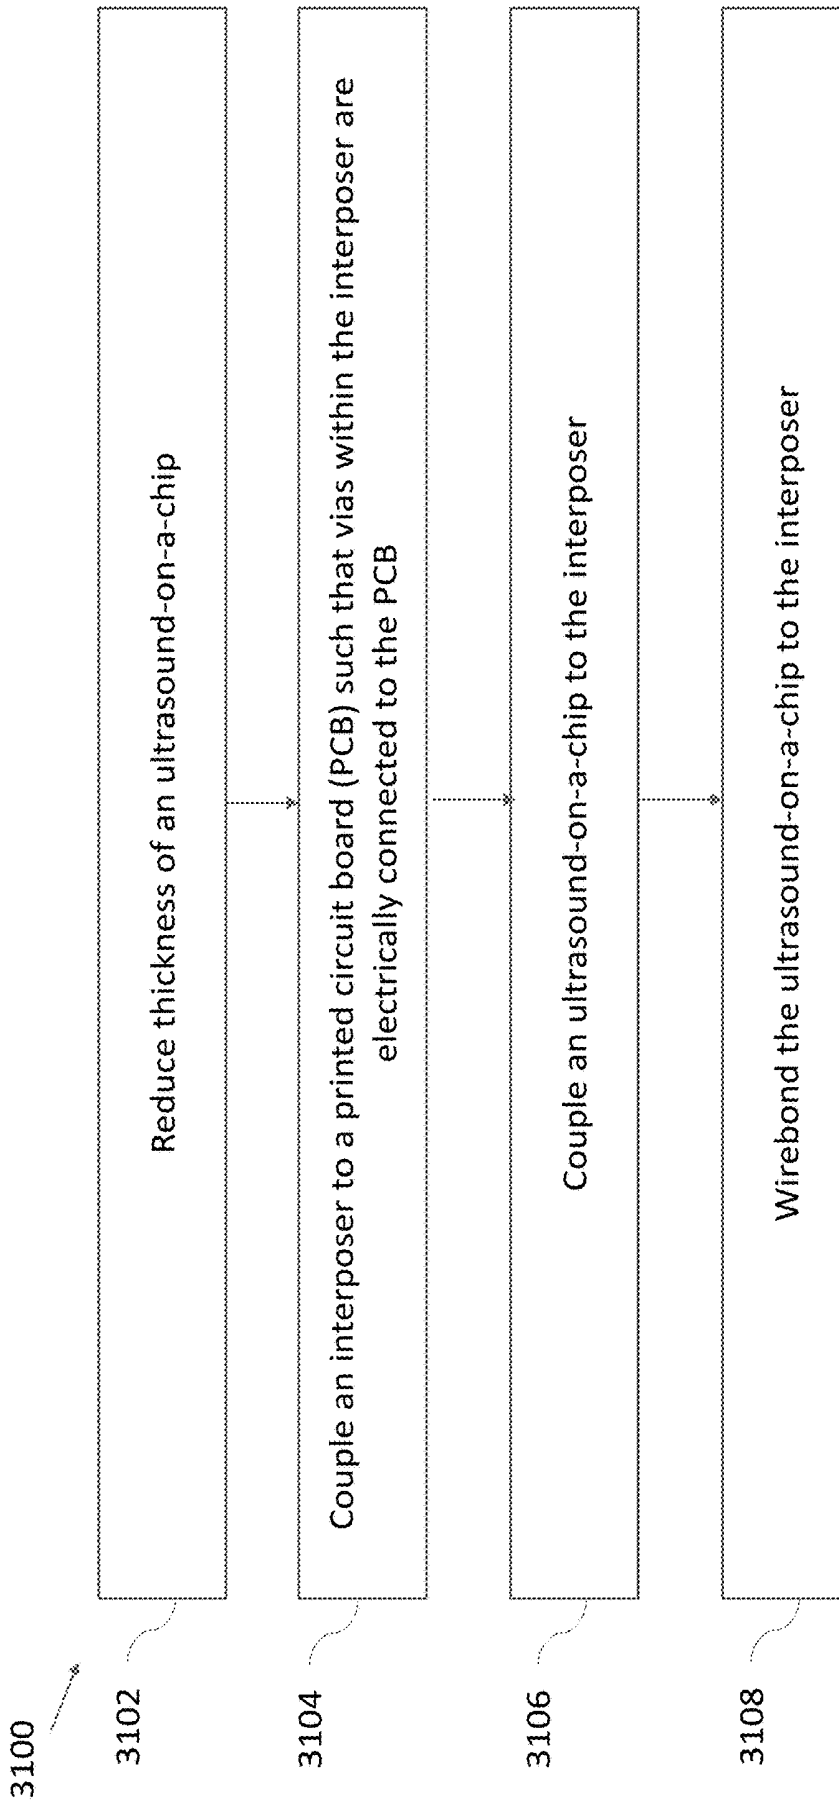 3100
3102
Reduce thickness of an ultrasound-on-a-chip
3104
Couple an interposer to a printed circuit board (PCB) such that vias within the interposer are
electrically connected to the PCB
3106
Couple an ultrasound-on-a-chip to the interposer
3108
Wirebond the ultrasound-on-a-chip to the interposer